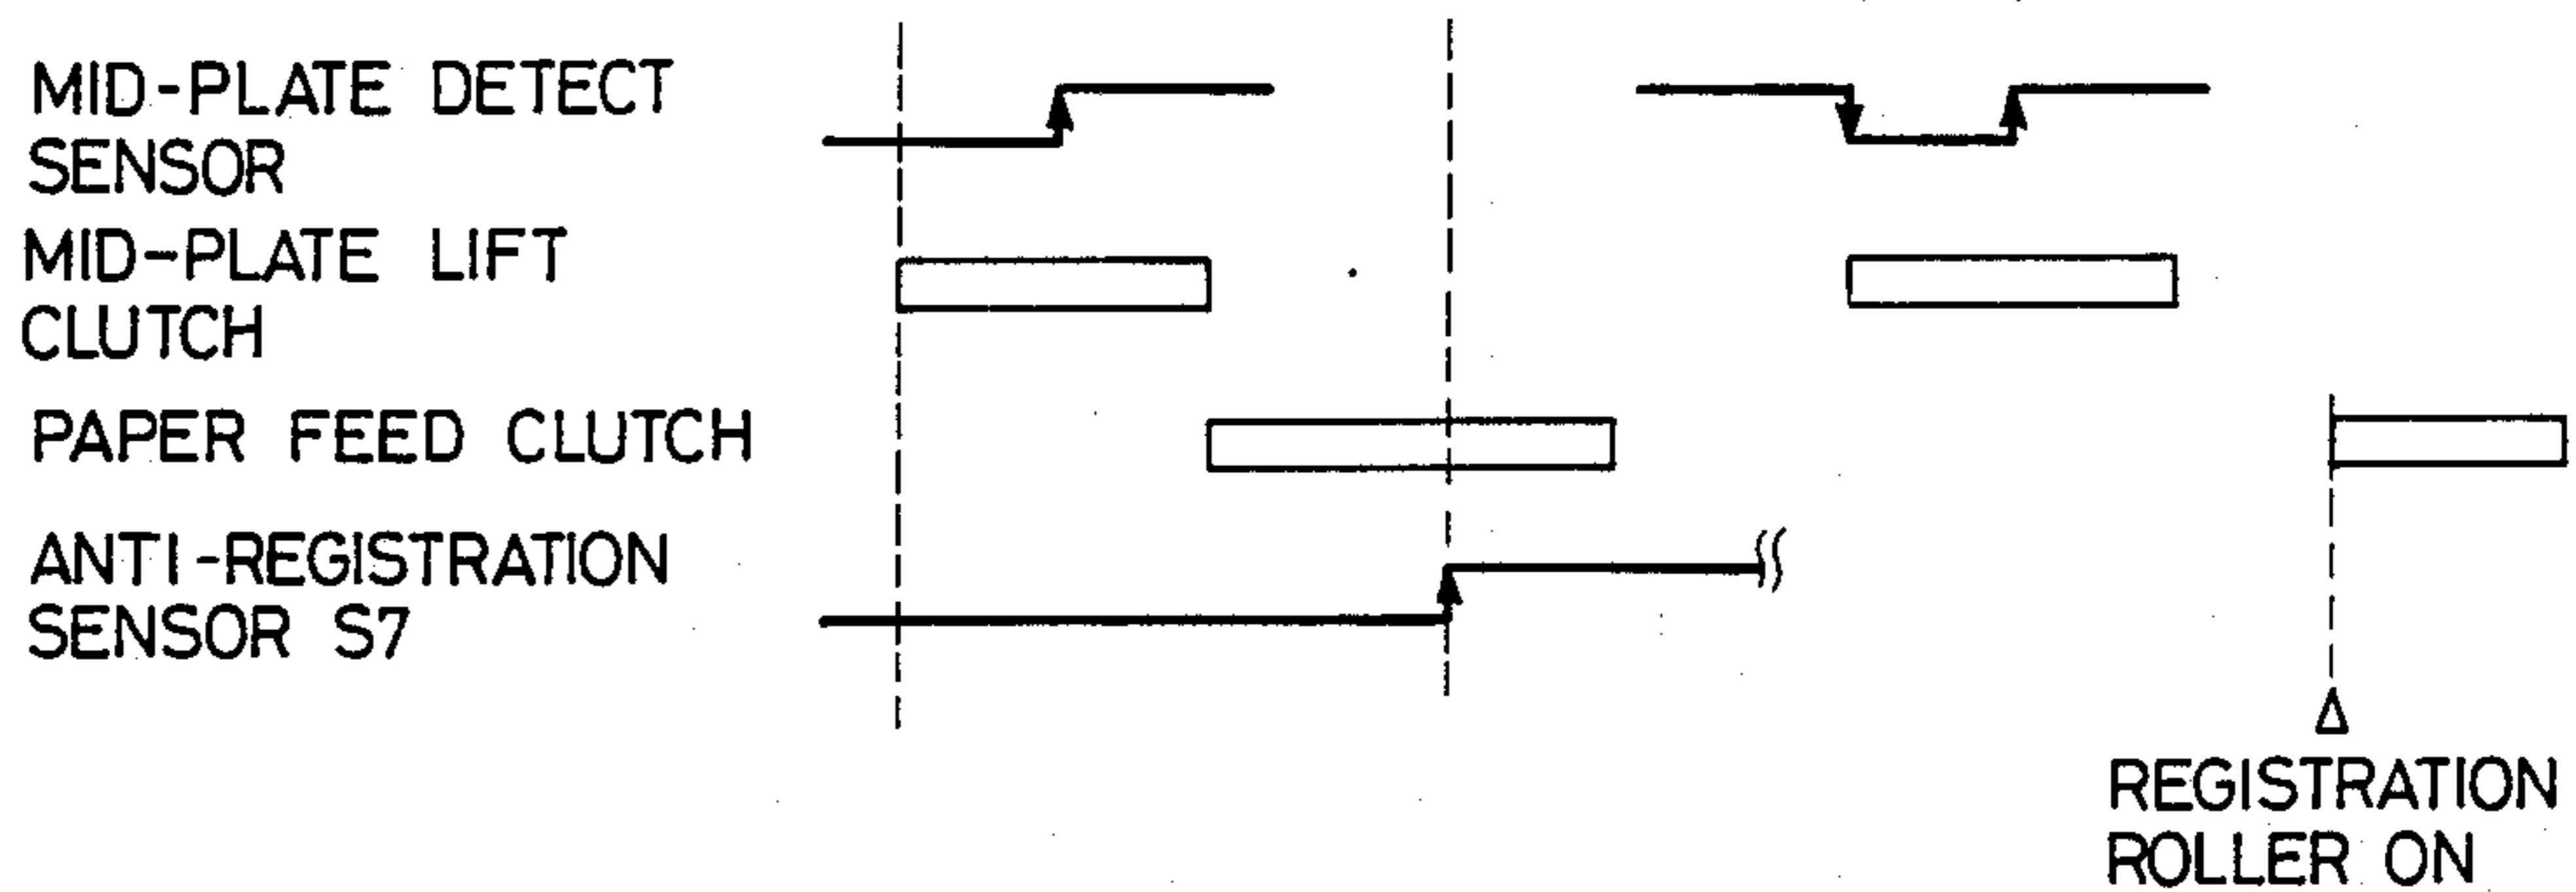 MID-PLATE DETECT
SENSOR
MID-PLATE LIFT
CLUTCH
PAPER FEED CLUTCH
ANTI-REGISTRATION
SENSOR S7
REGISTRATION
ROLLER ON